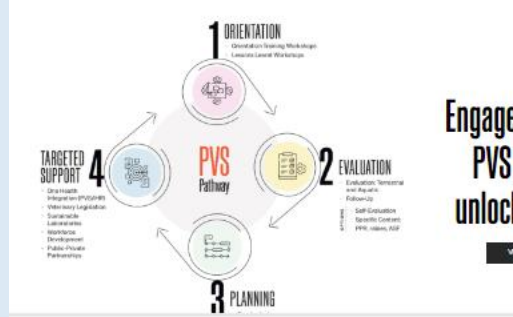 1 ORIENTATION
- Orientation Training Workshops
- Lessons Learnt Workshops
TARGETED
SUPPORT 4
- One Health
Integration (PVS/IHR)
- Veterinary Legislation
- Sustainable
Laboratories
- Workforce
Development
- Public-Private
Partnerships
PVS
Pathway
2 EVALUATION
- Evaluation: Terrestrial
and Aquatic
- Follow-Up
- Self-Evaluation
- Specific Content:
PPR, rabies, ASF
3 PLANNING
Engage
PVS
unloc